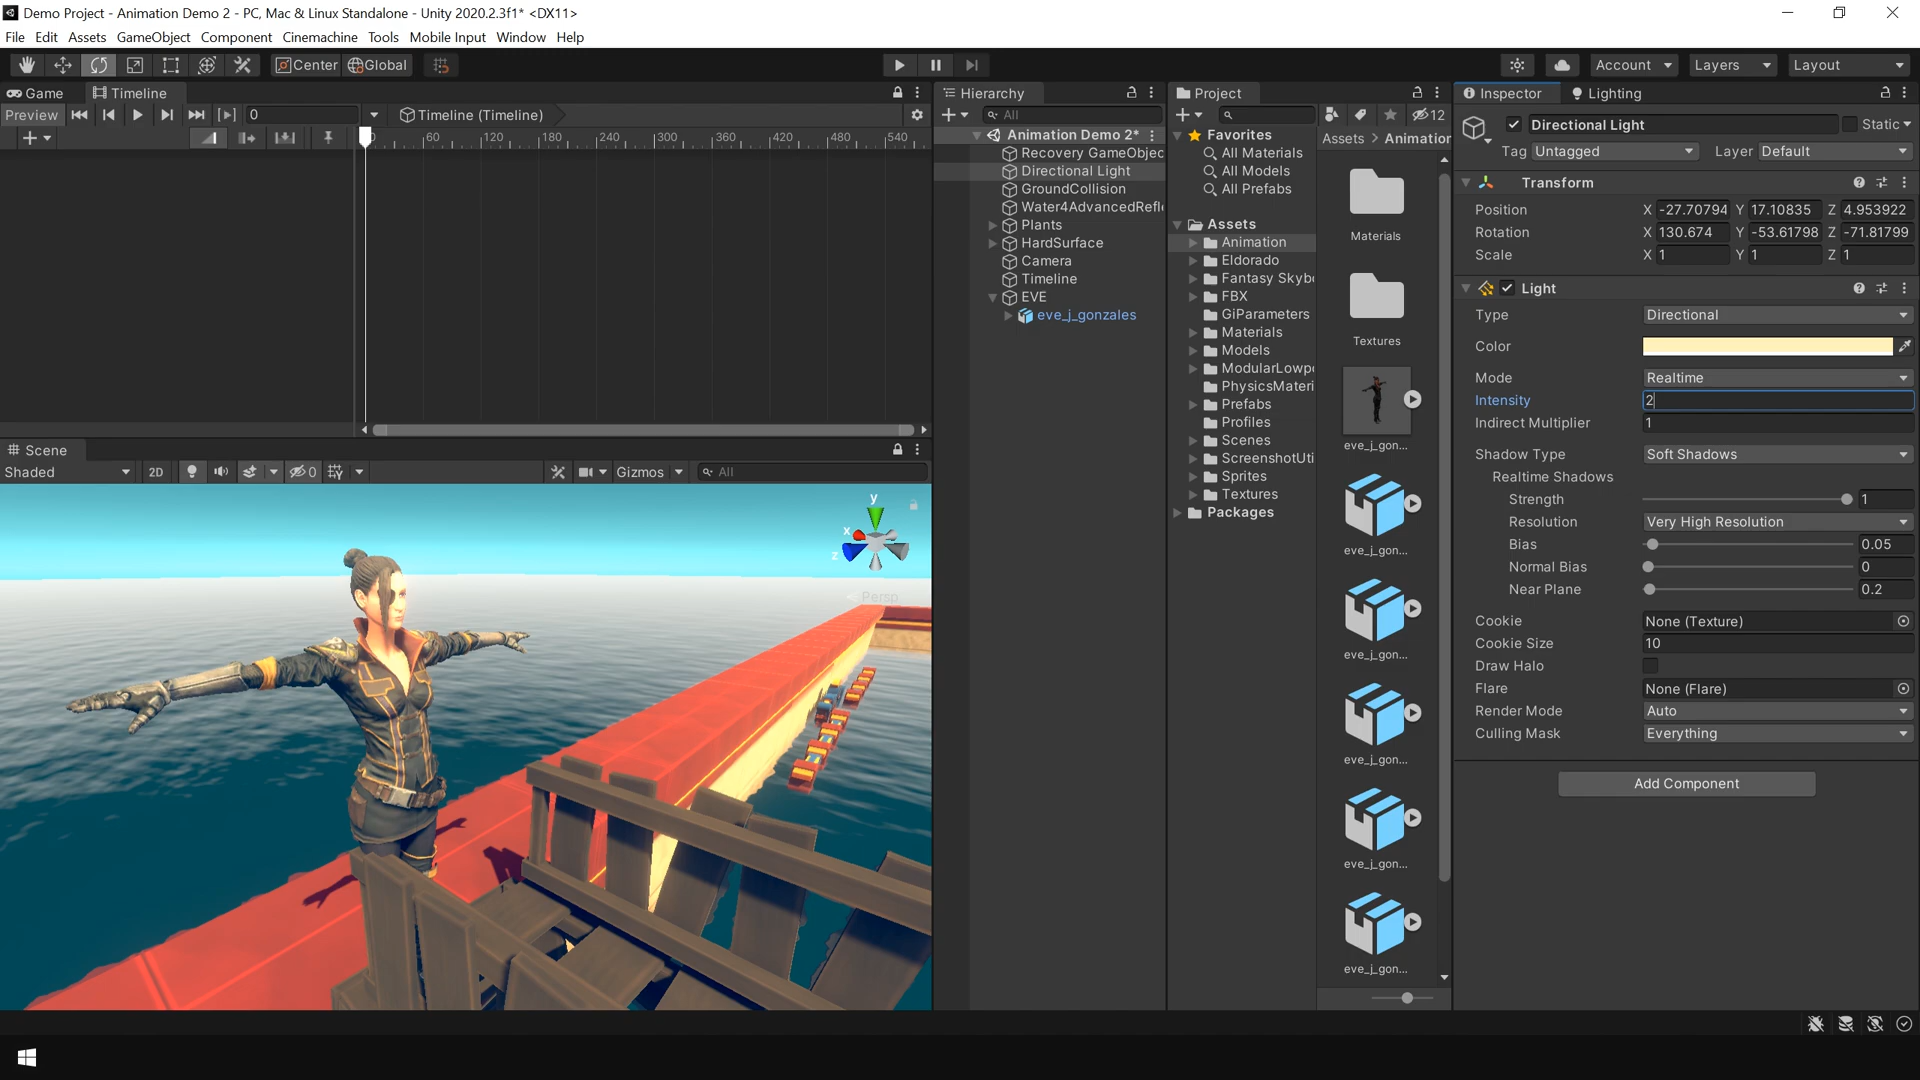 Demo Project - Animation Demo 2 - PC, Mac & Linux Standalone - Unity 2020.2.3f1* <DX11>
File Edit Assets GameObject Component Cinemachine Tools Mobile Input Window Help
Center Global Account Layers Layout
Game Timeline
Preview 0 Timeline (Timeline)
60 120 180 240 300 360 420 480 540
Scene
Shaded 2D 0 Gizmos All
y
x
z
Persp
Hierarchy
All
Animation Demo 2*
Recovery GameObjec
Directional Light
GroundCollision
Water4AdvancedRefle
Plants
HardSurface
Camera
Timeline
EVE
eve_j_gonzales
Project
12
Favorites
All Materials
All Models
All Prefabs
Assets
Animation
Eldorado
Fantasy Skyb
FBX
GiParameters
Materials
Models
ModularLowp
PhysicsMateri
Prefabs
Profiles
Scenes
ScreenshotUti
Sprites
Textures
Packages
Assets > Animation
Materials
Textures
eve_j_gon...
eve_j_gon...
eve_j_gon...
eve_j_gon...
eve_j_gon...
eve_j_gon...
Inspector Lighting
Directional Light Static
Tag Untagged Layer Default
Transform
Position X -27.70794 Y 17.10835 Z 4.953922
Rotation X 130.674 Y -53.61798 Z -71.81799
Scale X 1 Y 1 Z 1
Light
Type Directional
Color
Mode Realtime
Intensity 2
Indirect Multiplier 1
Shadow Type Soft Shadows
Realtime Shadows
Strength 1
Resolution Very High Resolution
Bias 0.05
Normal Bias 0
Near Plane 0.2
Cookie None (Texture)
Cookie Size 10
Draw Halo
Flare None (Flare)
Render Mode Auto
Culling Mask Everything
Add Component